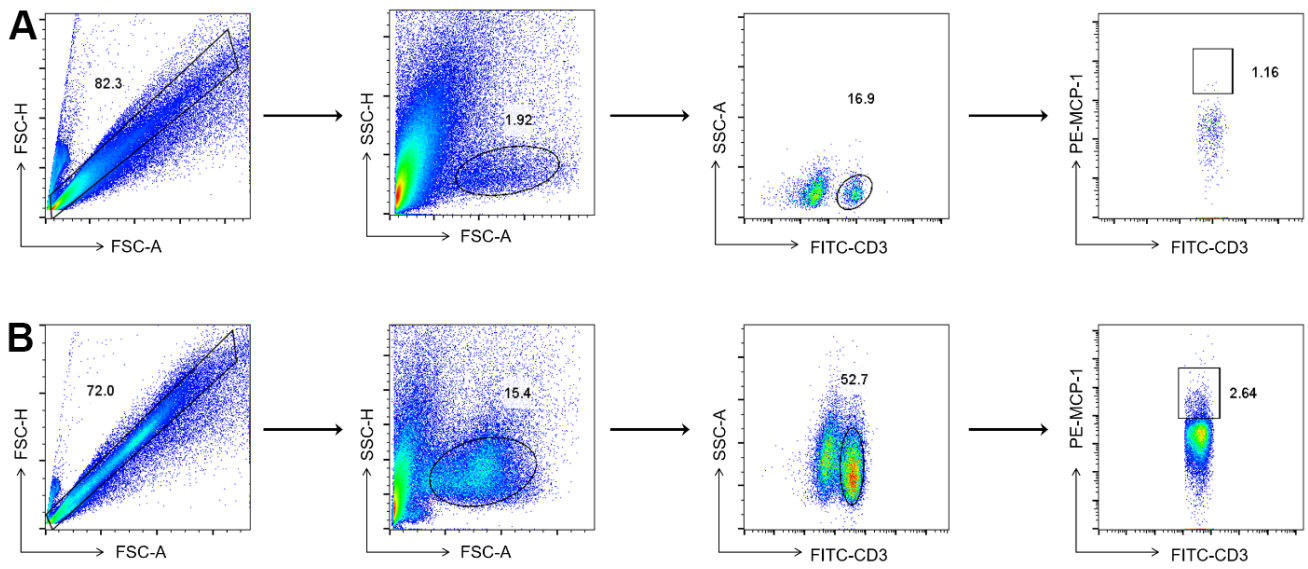 A
FSC-H
82.3
FSC-A
SSC-H
1.92
FSC-A
SSC-A
16.9
FITC-CD3
PE-MCP-1
1.16
FITC-CD3
B
FSC-H
72.0
FSC-A
SSC-H
15.4
FSC-A
SSC-A
52.7
FITC-CD3
PE-MCP-1
2.64
FITC-CD3